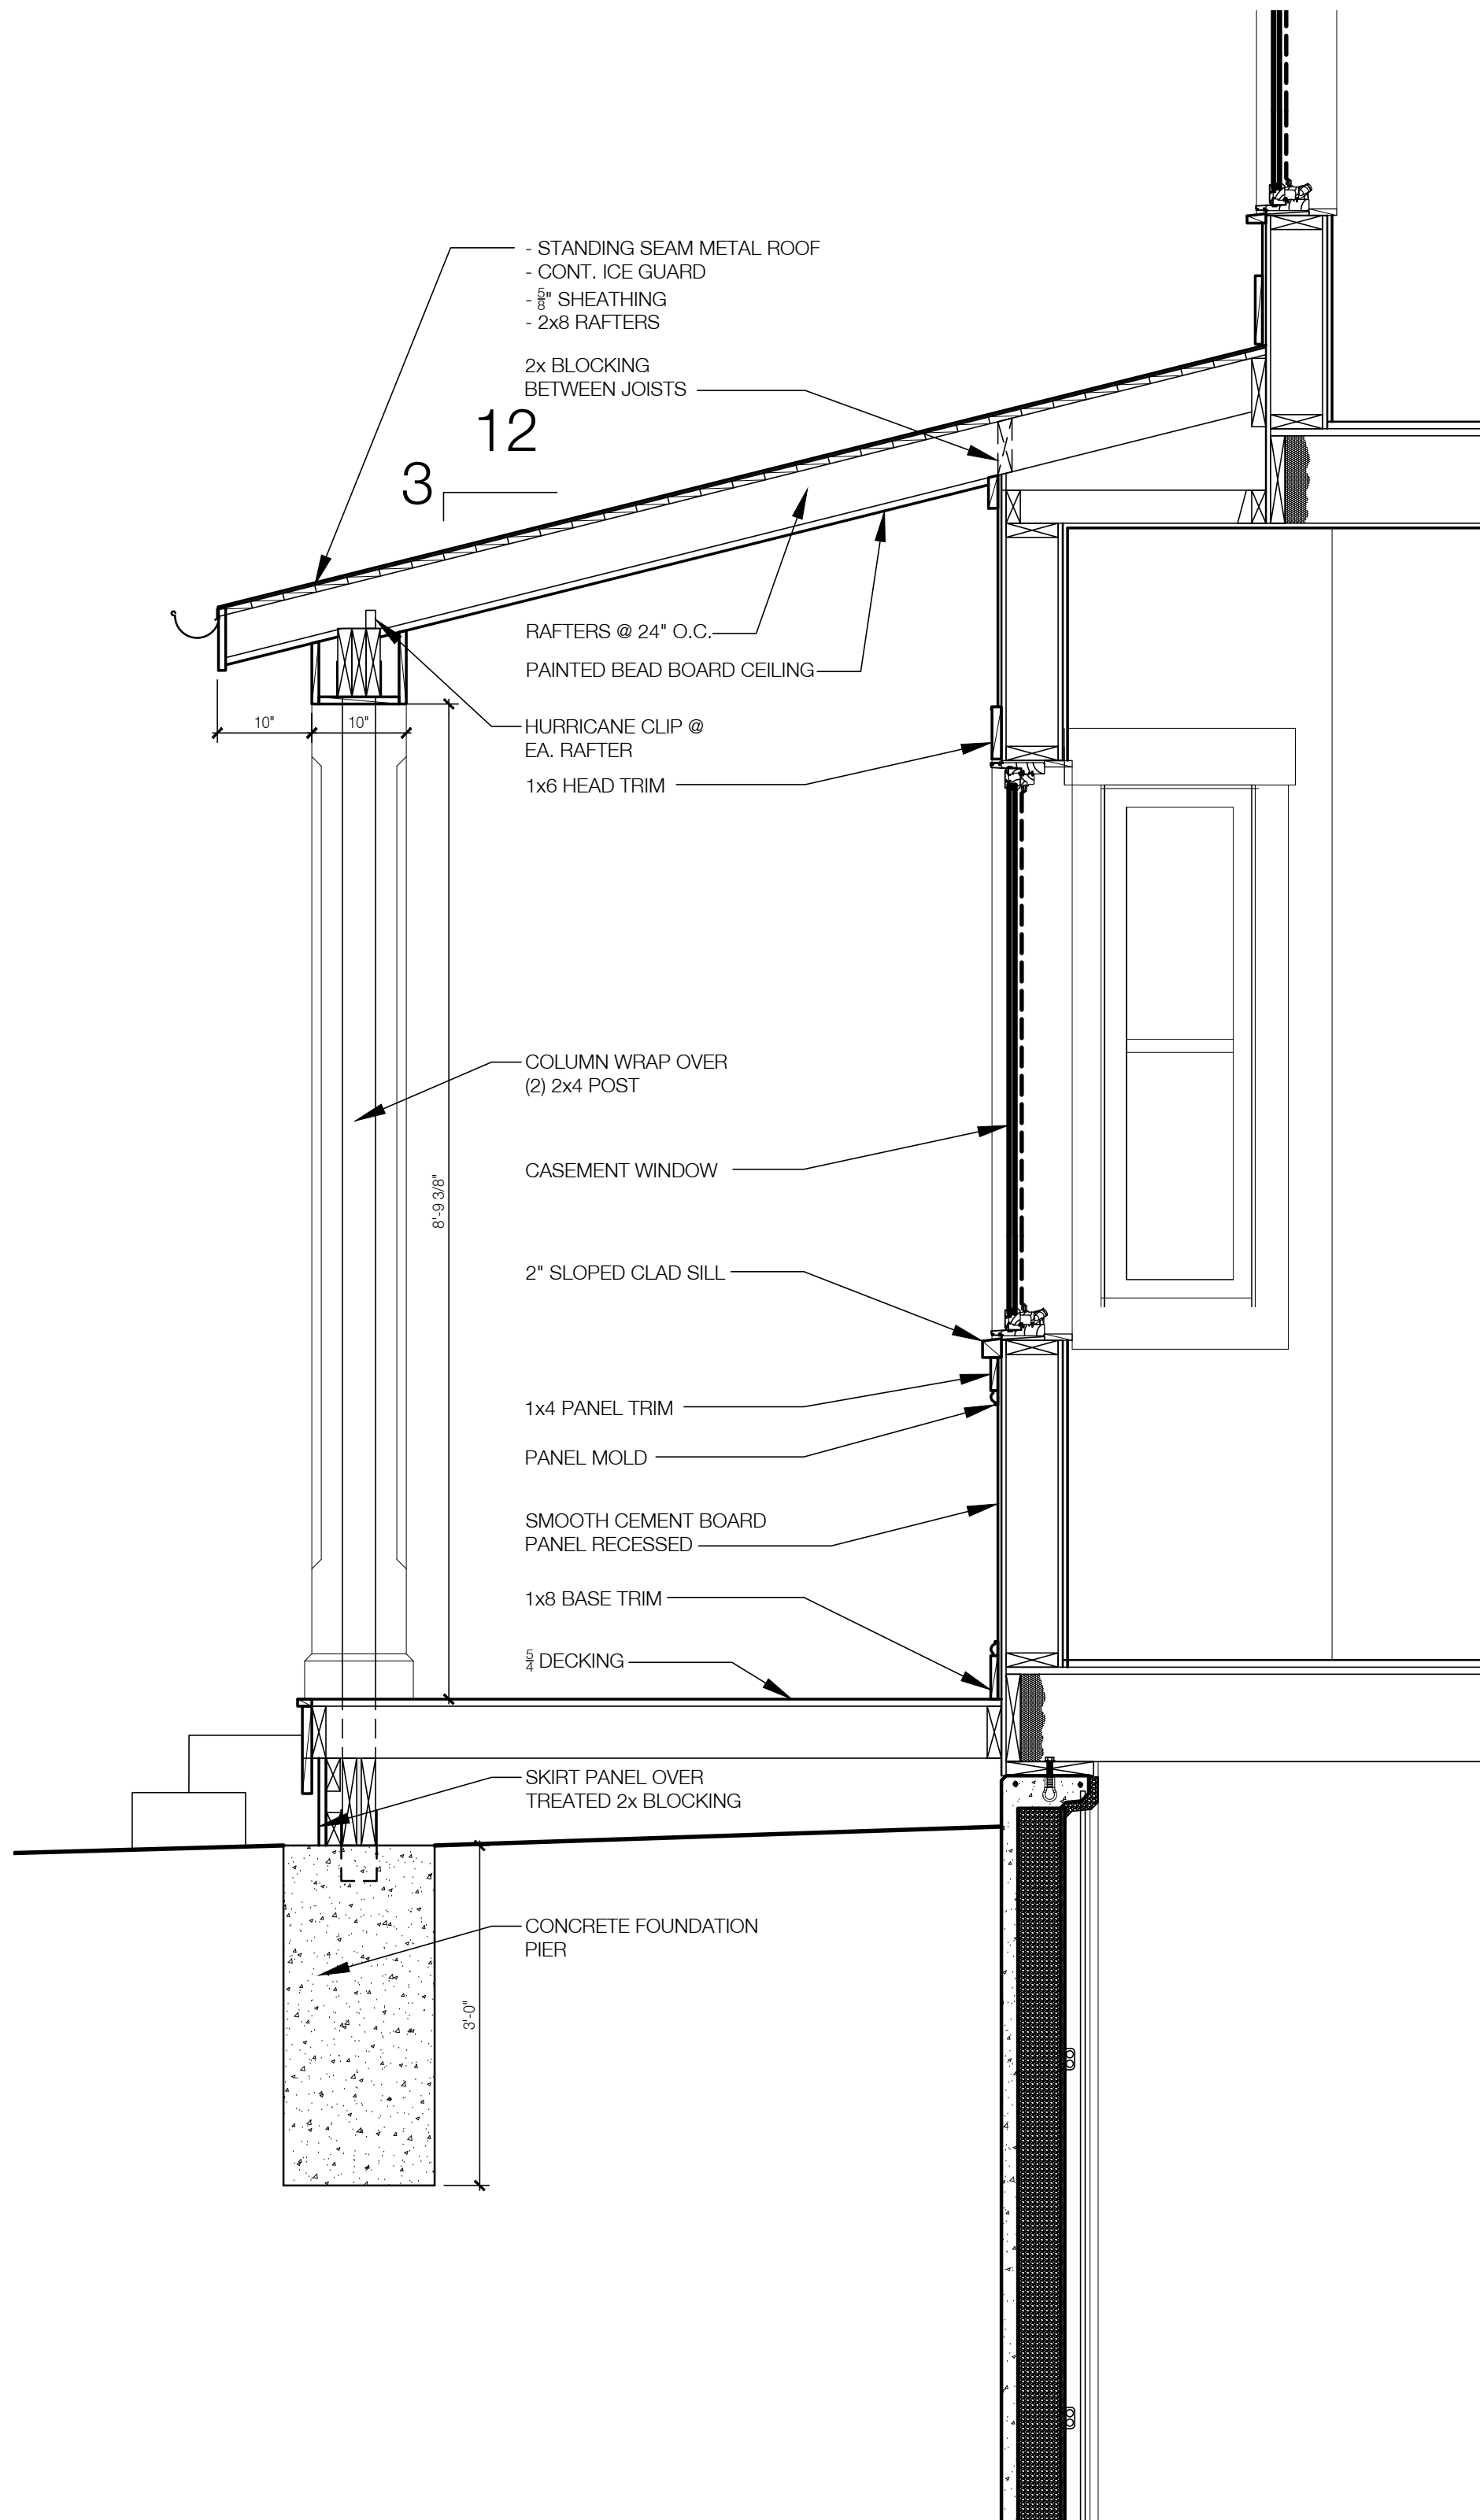 - STANDING SEAM METAL ROOF
- CONT. ICE GUARD
- 5/8" SHEATHING
- 2x8 RAFTERS
2x BLOCKING
BETWEEN JOISTS
12
3
RAFTERS @ 24" O.C.
PAINTED BEAD BOARD CEILING
10"
10"
HURRICANE CLIP @
EA. RAFTER
1x6 HEAD TRIM
COLUMN WRAP OVER
(2) 2x4 POST
CASEMENT WINDOW
8'-9 3/8"
2" SLOPED CLAD SILL
1x4 PANEL TRIM
PANEL MOLD
SMOOTH CEMENT BOARD
PANEL RECESSED
1x8 BASE TRIM
5/4 DECKING
SKIRT PANEL OVER
TREATED 2x BLOCKING
CONCRETE FOUNDATION
PIER
3'-0"